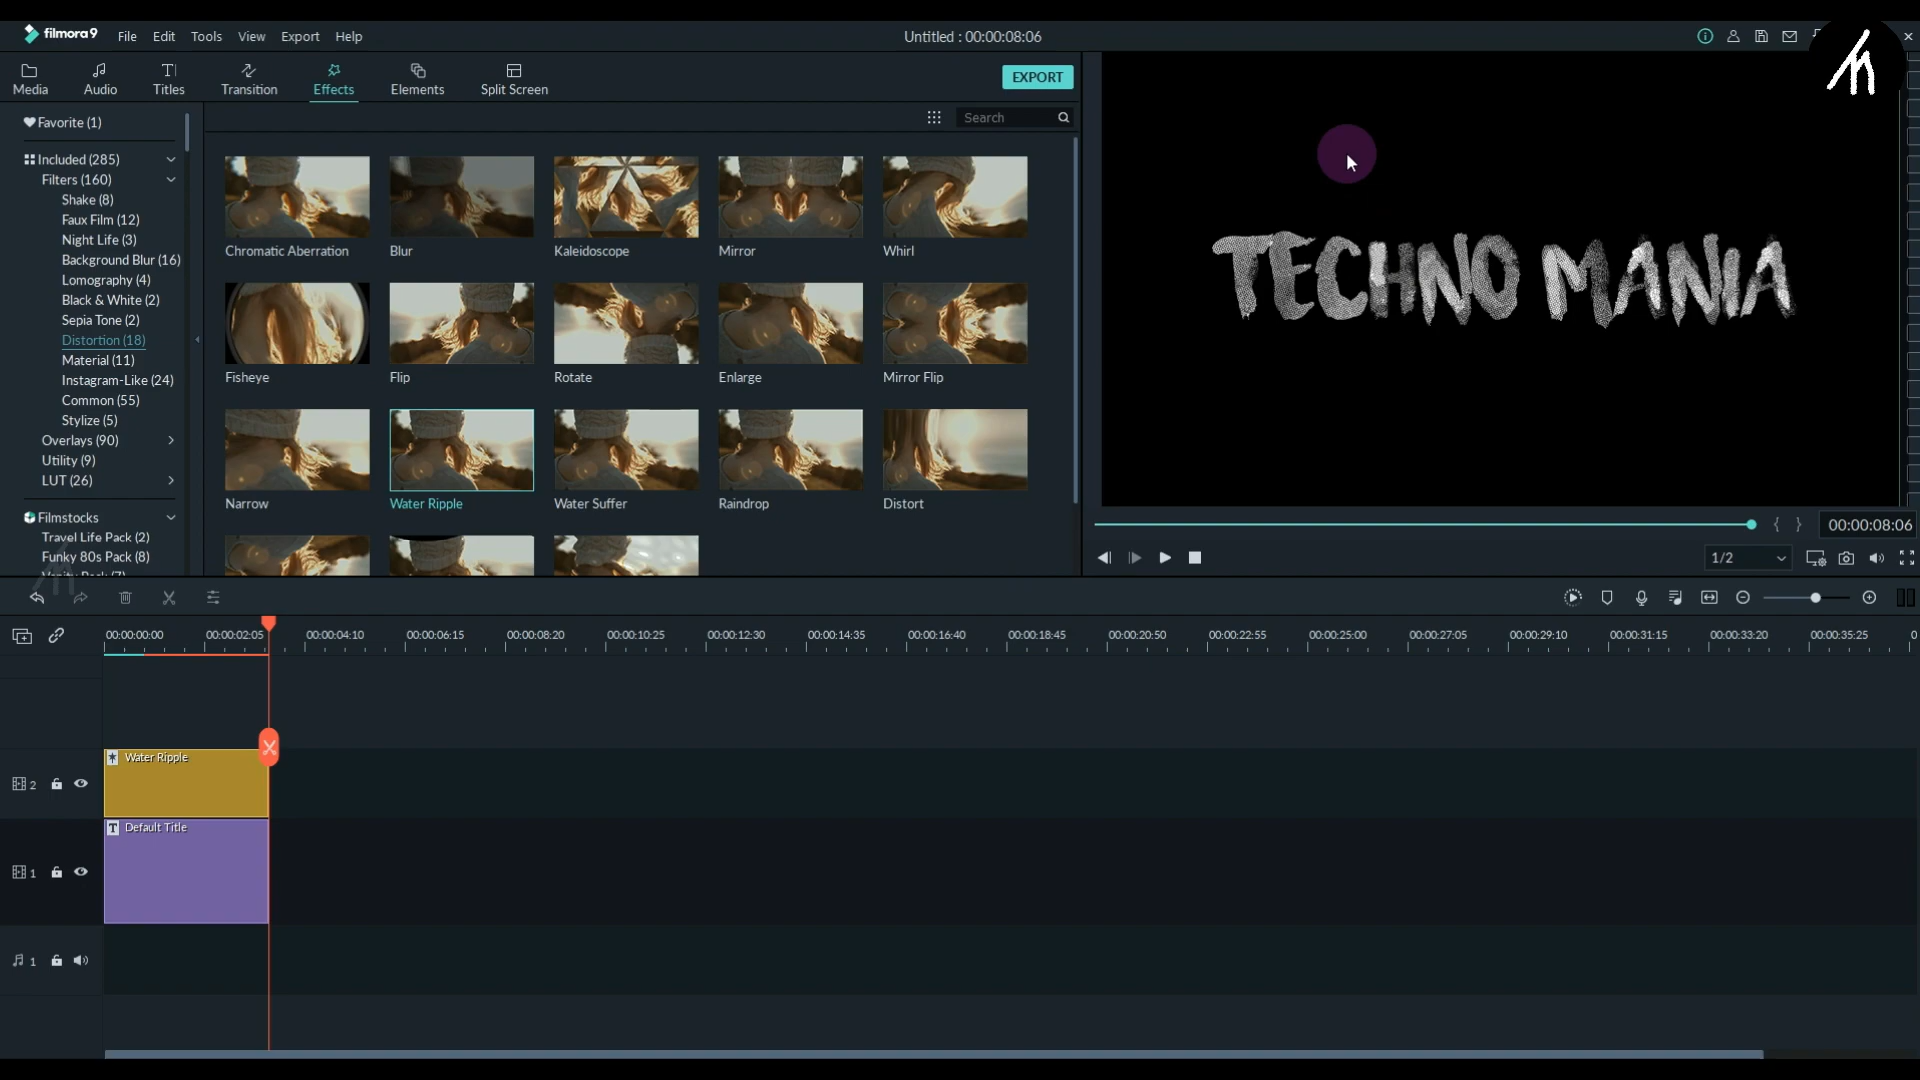 filmora9 File Edit Tools View Export Help
Untitled : 00:00:08:06
Media Audio Titles Transition Effects Elements Split Screen
EXPORT
Search
Favorite (1)
Included (285)
Filters (160)
Shake (8)
Faux Film (12)
Night Life (3)
Background Blur (16)
Lomography (4)
Black & White (2)
Sepia Tone (2)
Distortion (18)
Material (11)
Instagram-Like (24)
Common (55)
Stylize (5)
Overlays (90)
Utility (9)
LUT (26)
Filmstocks
Travel Life Pack (2)
Funky 80s Pack (8)
Chromatic Aberration Blur Kaleidoscope Mirror Whirl
Fisheye Flip Rotate Enlarge Mirror Flip
Narrow Water Ripple Water Suffer Raindrop Distort
TECHNO MANIA
{ } 00:00:08:06
1/2
00:00:00:00 00:00:02:05 00:00:04:10 00:00:06:15 00:00:08:20 00:00:10:25 00:00:12:30 00:00:14:35 00:00:16:40 00:00:18:45 00:00:20:50 00:00:22:55 00:00:25:00 00:00:27:05 00:00:29:10 00:00:31:15 00:00:33:20 00:00:35:25 0
Water Ripple
2
Default Title
1
1